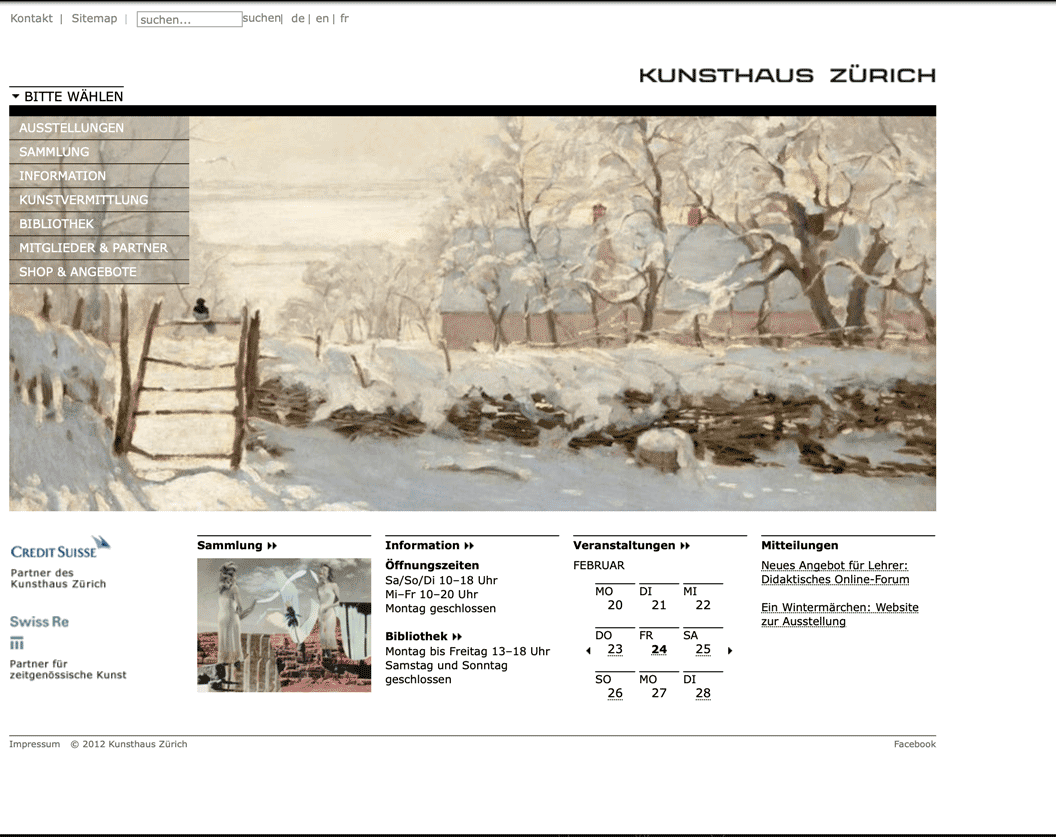 Kontakt | Sitemap | suchen... suchen| de | en | fr
KUNSTHAUS ZÜRICH
BITTE WÄHLEN
AUSSTELLUNGEN
SAMMLUNG
INFORMATION
KUNSTVERMITTLUNG
BIBLIOTHEK
MITGLIEDER & PARTNER
SHOP & ANGEBOTE
CREDIT SUISSE
Partner des
Kunsthaus Zürich
Swiss Re
Partner für
zeitgenössische Kunst
Sammlung
Information
Öffnungszeiten
Sa/So/Di 10–18 Uhr
Mi–Fr 10–20 Uhr
Montag geschlossen
Bibliothek
Montag bis Freitag 13–18 Uhr
Samstag und Sonntag
geschlossen
Veranstaltungen
FEBRUAR
MO DI MI
20 21 22
DO FR SA
23 24 25
SO MO DI
26 27 28
Mitteilungen
Neues Angebot für Lehrer:
Didaktisches Online-Forum
Ein Wintermärchen: Website
zur Ausstellung
Impressum © 2012 Kunsthaus Zürich
Facebook